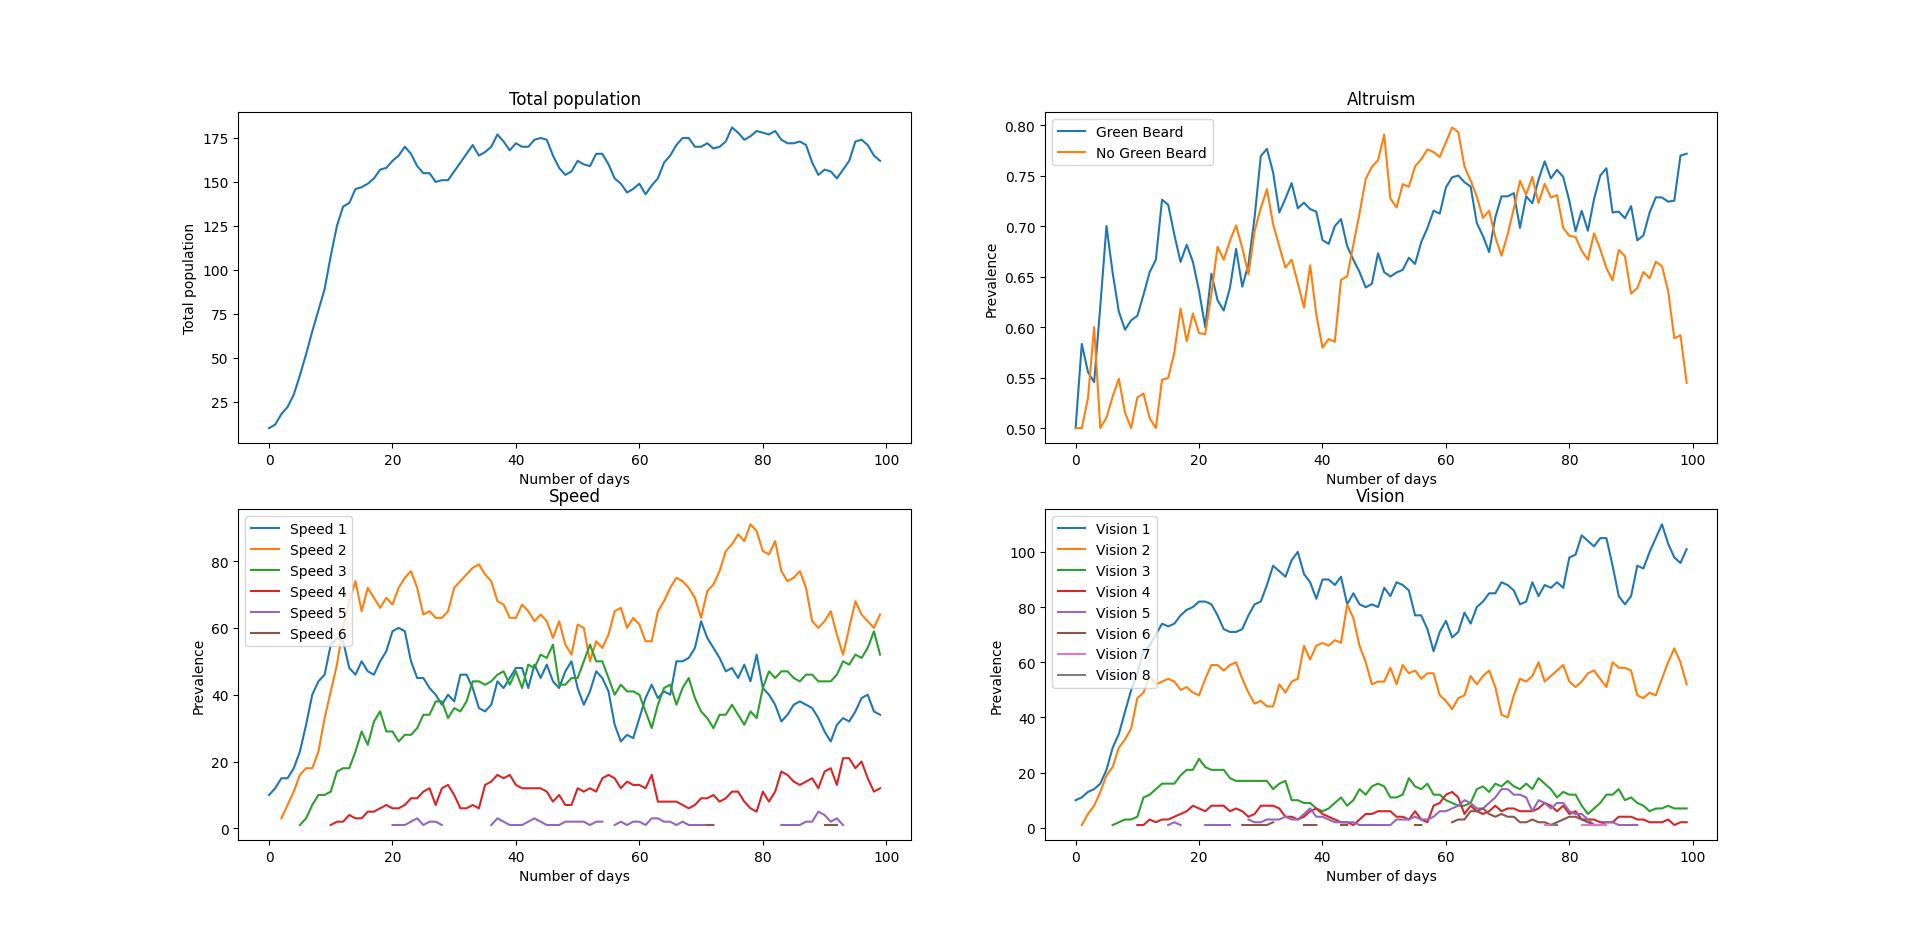 Total population
Total population
175
150
125
100
75
50
25
0 20 40 60 80 100
Number of days
Altruism
Green Beard
No Green Beard
Prevalence
0.80
0.75
0.70
0.65
0.60
0.55
0.50
0 20 40 60 80 100
Number of days
Speed
Speed 1
Speed 2
Speed 3
Speed 4
Speed 5
Speed 6
Prevalence
80
60
40
20
0
0 20 40 60 80 100
Number of days
Vision
Vision 1
Vision 2
Vision 3
Vision 4
Vision 5
Vision 6
Vision 7
Vision 8
Prevalence
100
80
60
40
20
0
0 20 40 60 80 100
Number of days